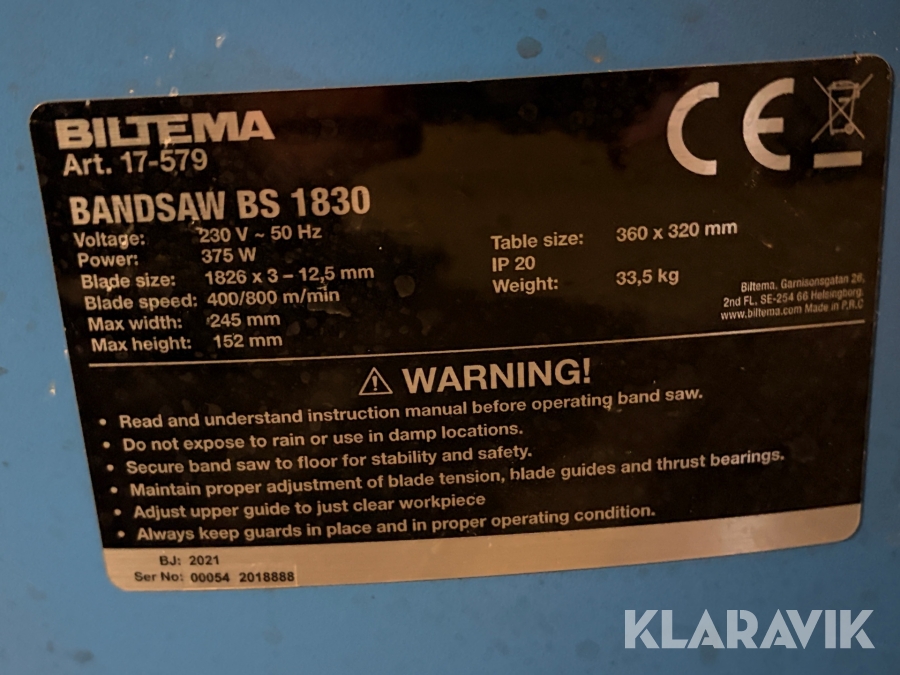 BILTEMA
Art. 17-579
BANDSAW BS 1830
Voltage: 230 V ~ 50 Hz
Power: 375 W
Blade size: 1826 x 3 – 12,5 mm
Blade speed: 400/800 m/min
Max width: 245 mm
Max height: 152 mm
Table size: 360 x 320 mm
IP 20
Weight: 33,5 kg
CE
Biltema, Garnisonsgatan 26,
2nd FL, SE-254 66 Helsingborg.
www.biltema.com Made in P.R.C
⚠ WARNING!
• Read and understand instruction manual before operating band saw.
• Do not expose to rain or use in damp locations.
• Secure band saw to floor for stability and safety.
• Maintain proper adjustment of blade tension, blade guides and thrust bearings.
• Adjust upper guide to just clear workpiece
• Always keep guards in place and in proper operating condition.
BJ: 2021
Ser No: 00054 2018888
KLARAVIK